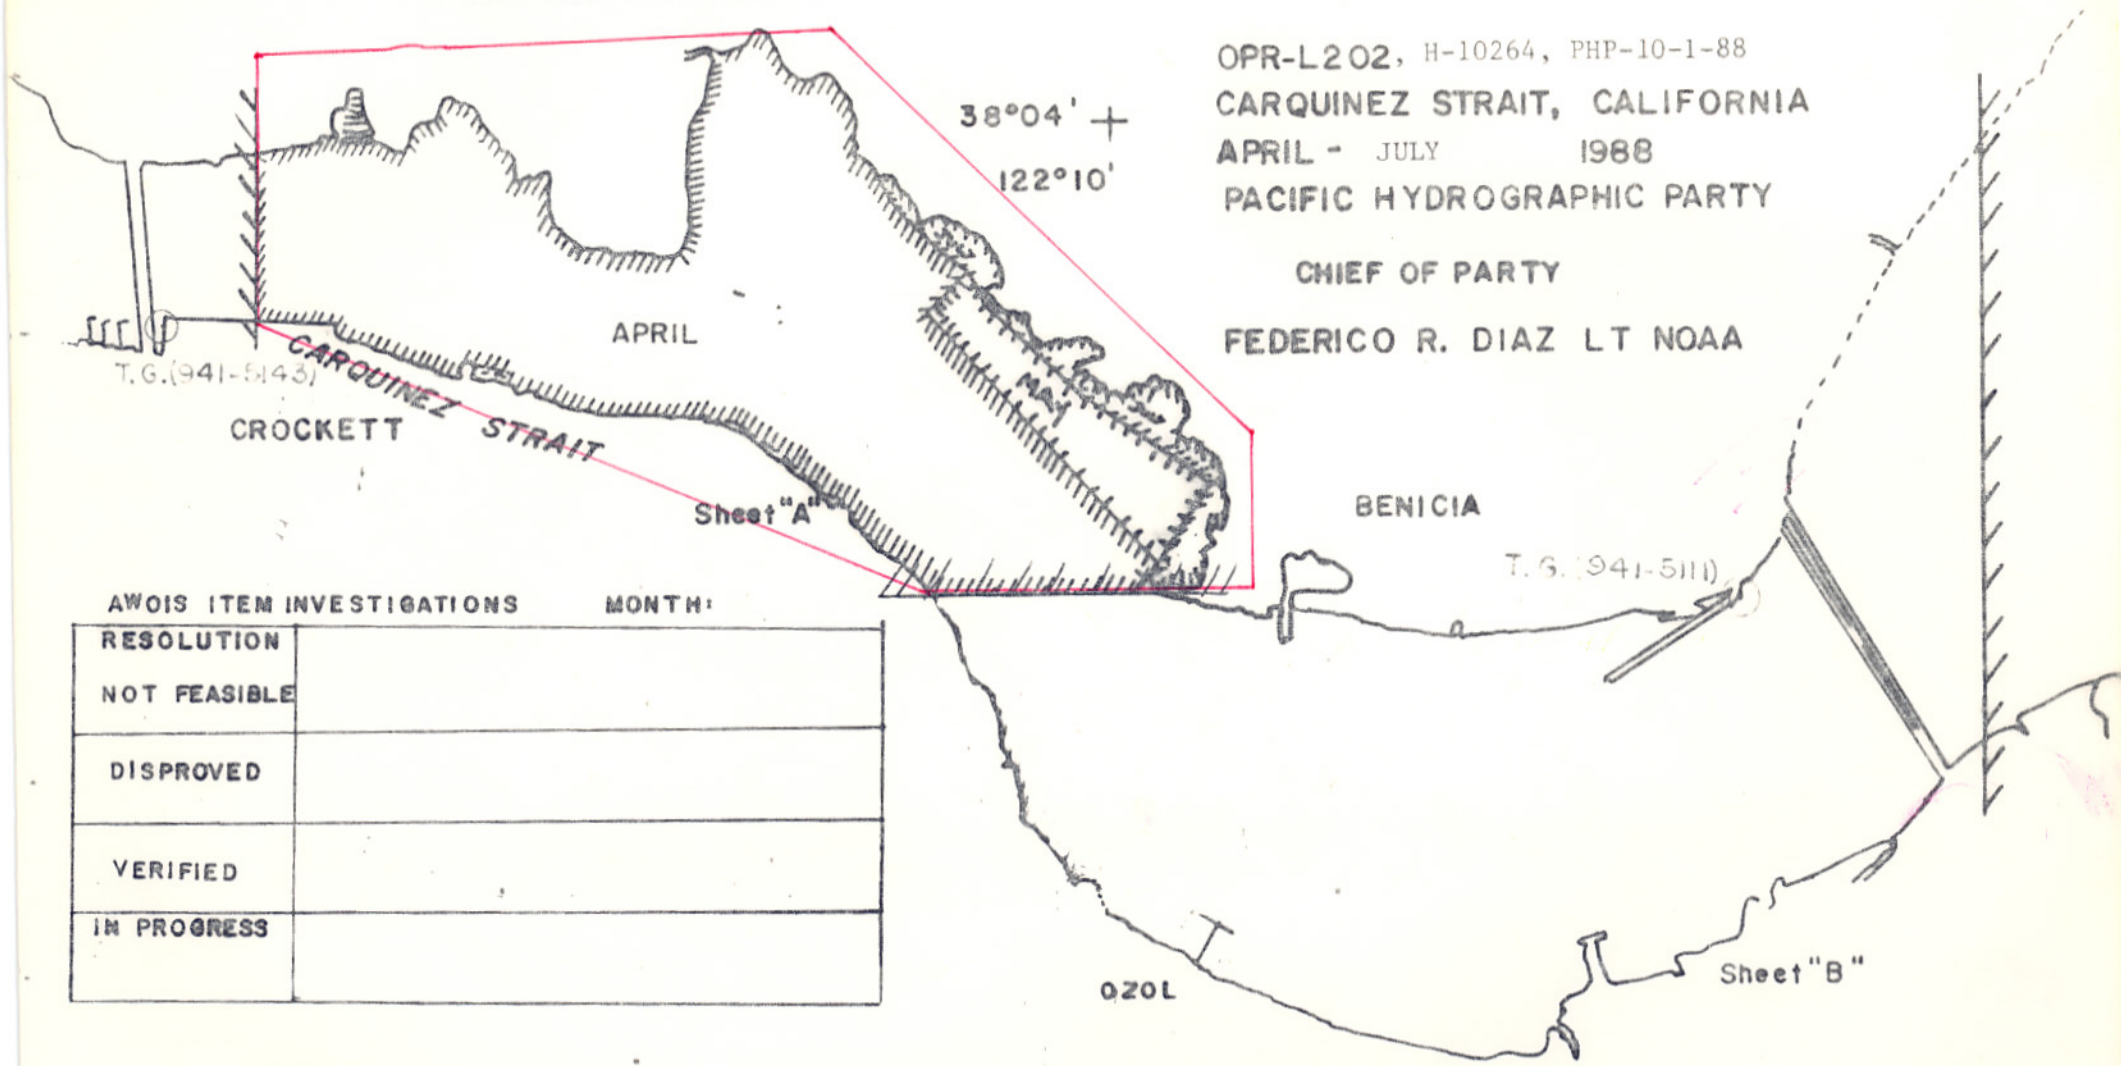 OPR-L202, H-10264, PHP-10-1-88
CARQUINEZ STRAIT, CALIFORNIA
APRIL - JULY 1988
PACIFIC HYDROGRAPHIC PARTY
CHIEF OF PARTY
FEDERICO R. DIAZ LT NOAA
38°04'
122°10'
APRIL
MAY
T.G.(941-5143)
CARQUINEZ STRAIT
CROCKETT
Sheet "A"
BENICIA
T.G.(941-5111)
AWOIS ITEM INVESTIGATIONS MONTH:
RESOLUTION
NOT FEASIBLE
DISPROVED
VERIFIED
IN PROGRESS
OZOL
Sheet "B"